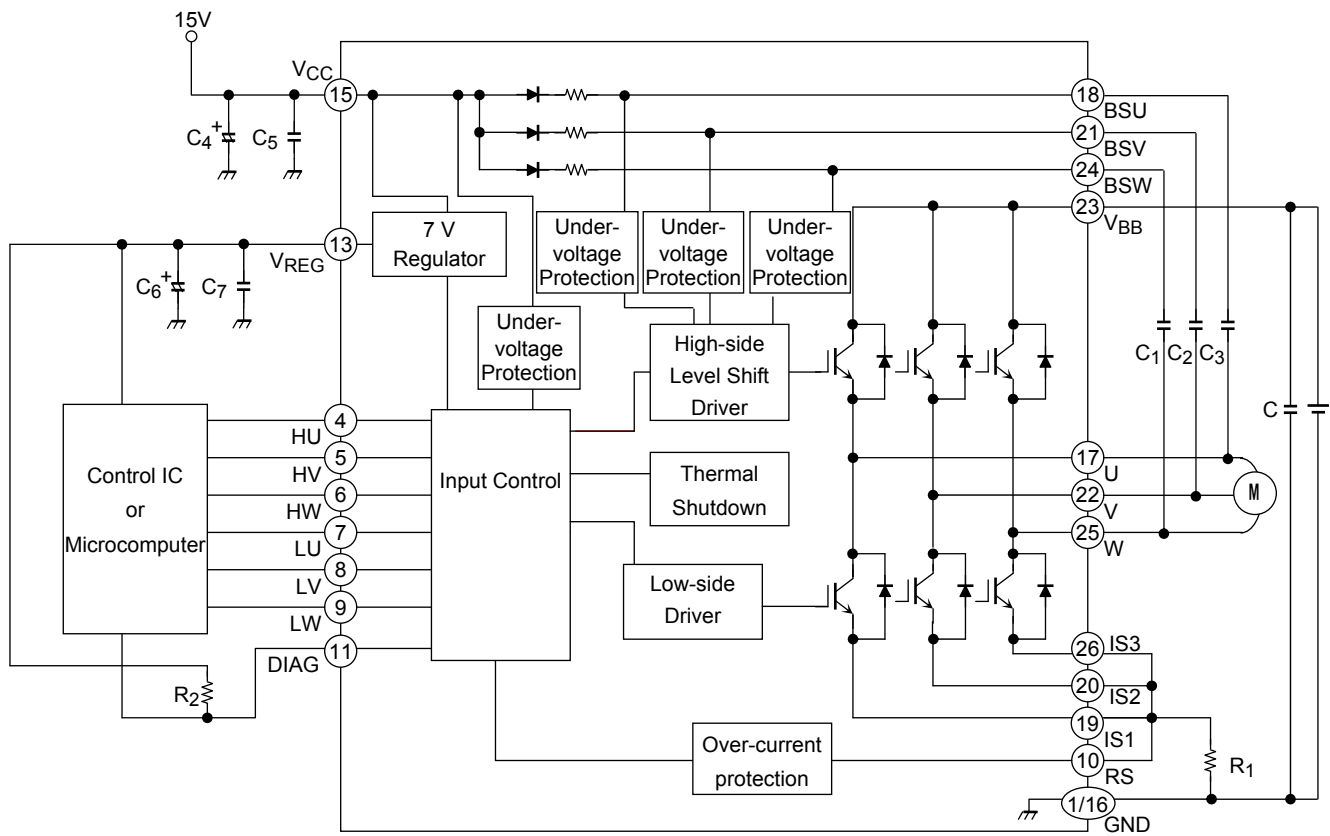 15V
VCC
15
18
BSU
C4
+
C5
21
BSV
24
BSW
23
VBB
7 V
Regulator
13
VREG
C6
+
C7
Under-
voltage
Protection
Under-
voltage
Protection
Under-
voltage
Protection
Under-
voltage
Protection
High-side
Level Shift
Driver
C1
C2
C3
C
Control IC
or
Microcomputer
4
HU
5
HV
6
HW
7
LU
8
LV
9
LW
11
DIAG
Input Control
Thermal
Shutdown
Low-side
Driver
17
U
22
V
25
W
M
26
IS3
20
IS2
19
IS1
10
RS
R2
Over-current
protection
R1
1/16
GND